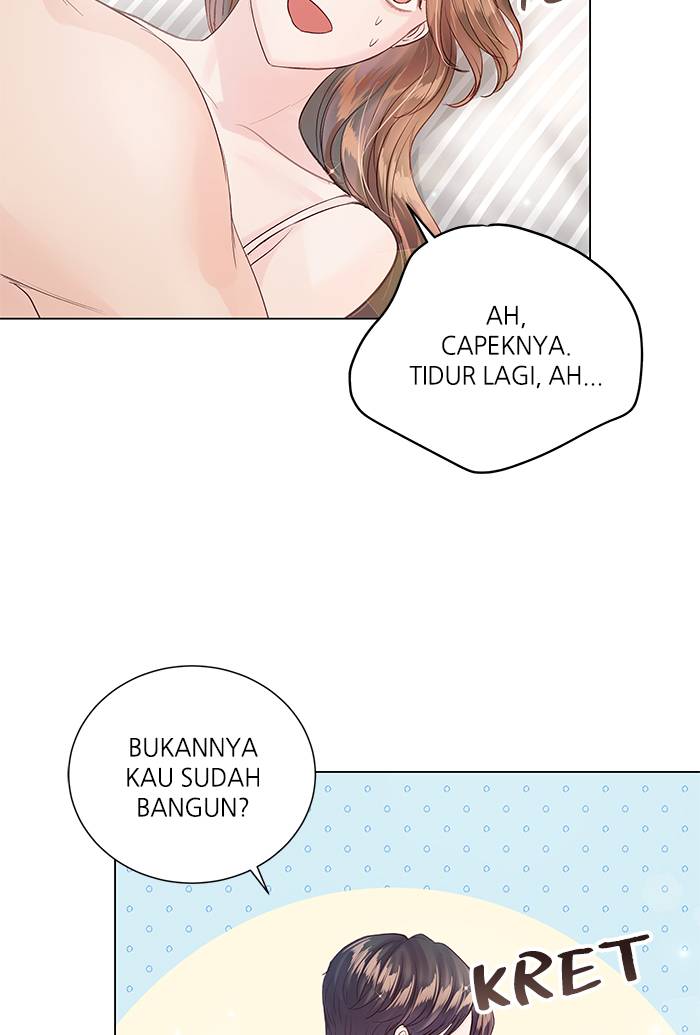 AH,
CAPEKNYA.
TIDUR LAGI, AH...
BUKANNYA
KAU SUDAH
BANGUN?
KRET